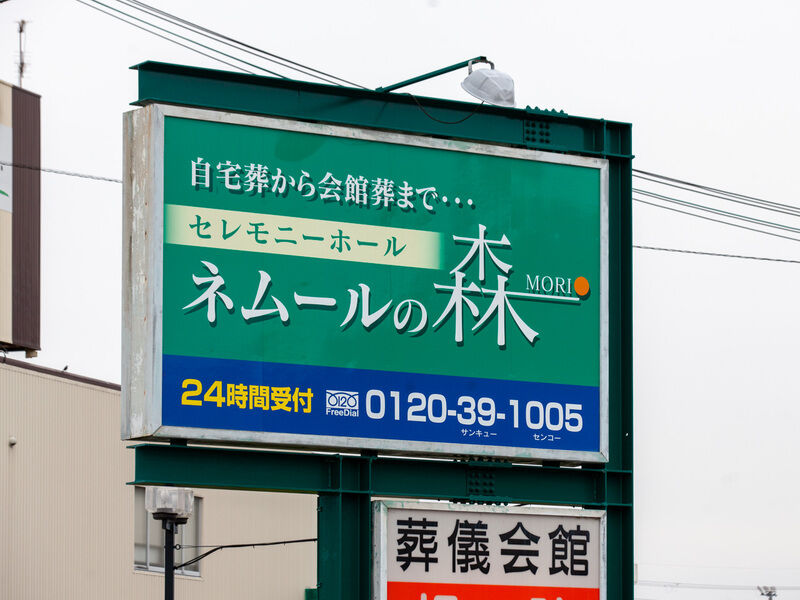 自宅葬から会館葬まで・・・
セレモニーホール
ネムールの森 MORI
24時間受付 0120 FreeDial 0120-39-1005
サンキュー センコー
葬儀会館